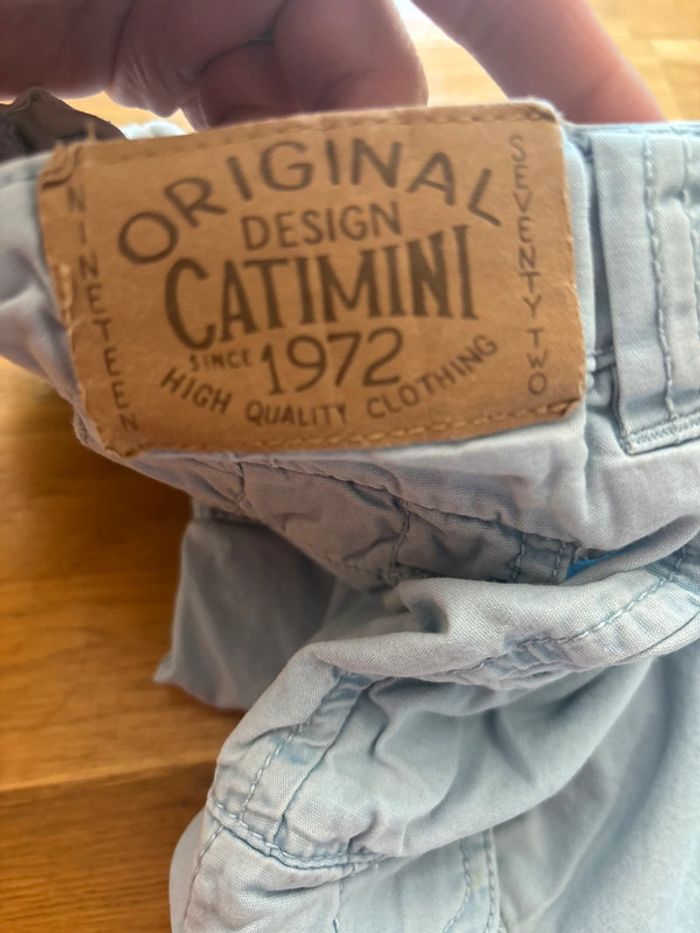 ORIGINAL
DESIGN
CATIMINI
SINCE 1972
HIGH QUALITY CLOTHING
NINETEEN
SEVENTY TWO